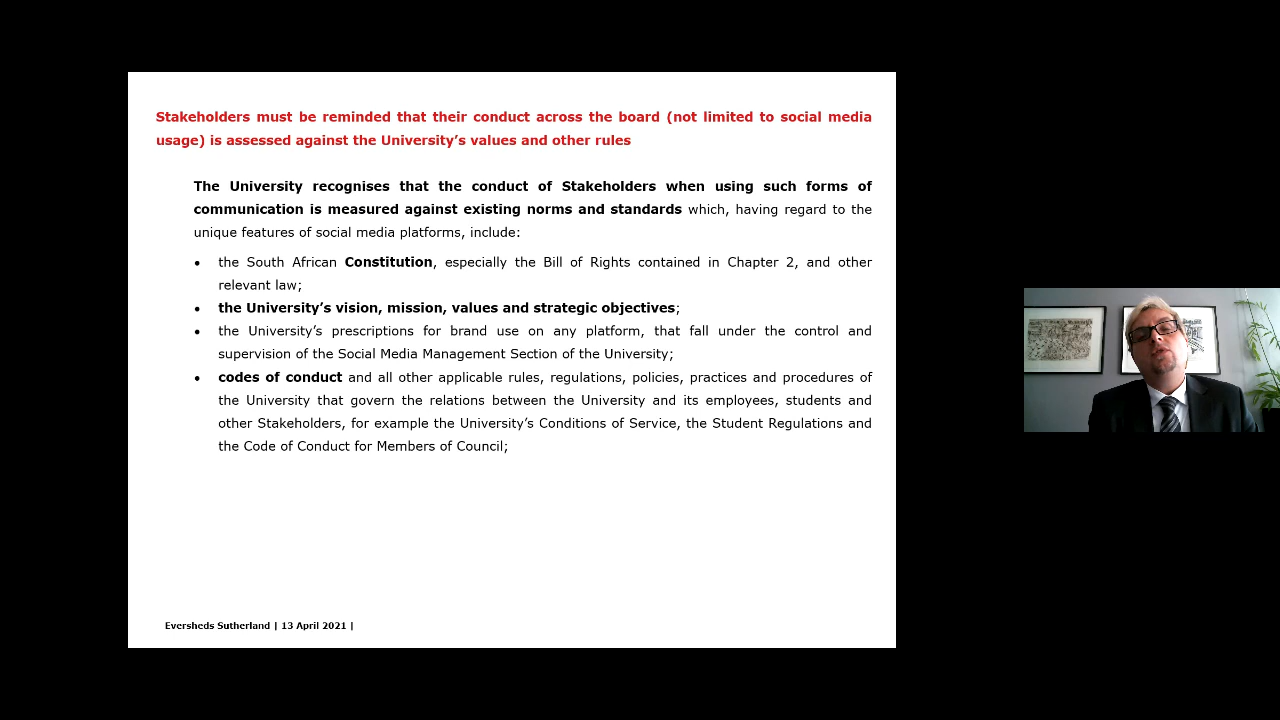 Stakeholders must be reminded that their conduct across the board (not limited to social media
usage) is assessed against the University’s values and other rules
The University recognises that the conduct of Stakeholders when using such forms of
communication is measured against existing norms and standards which, having regard to the
unique features of social media platforms, include:
• the South African Constitution, especially the Bill of Rights contained in Chapter 2, and other
relevant law;
• the University’s vision, mission, values and strategic objectives;
• the University’s prescriptions for brand use on any platform, that fall under the control and
supervision of the Social Media Management Section of the University;
• codes of conduct and all other applicable rules, regulations, policies, practices and procedures of
the University that govern the relations between the University and its employees, students and
other Stakeholders, for example the University’s Conditions of Service, the Student Regulations and
the Code of Conduct for Members of Council;
Eversheds Sutherland | 13 April 2021 |